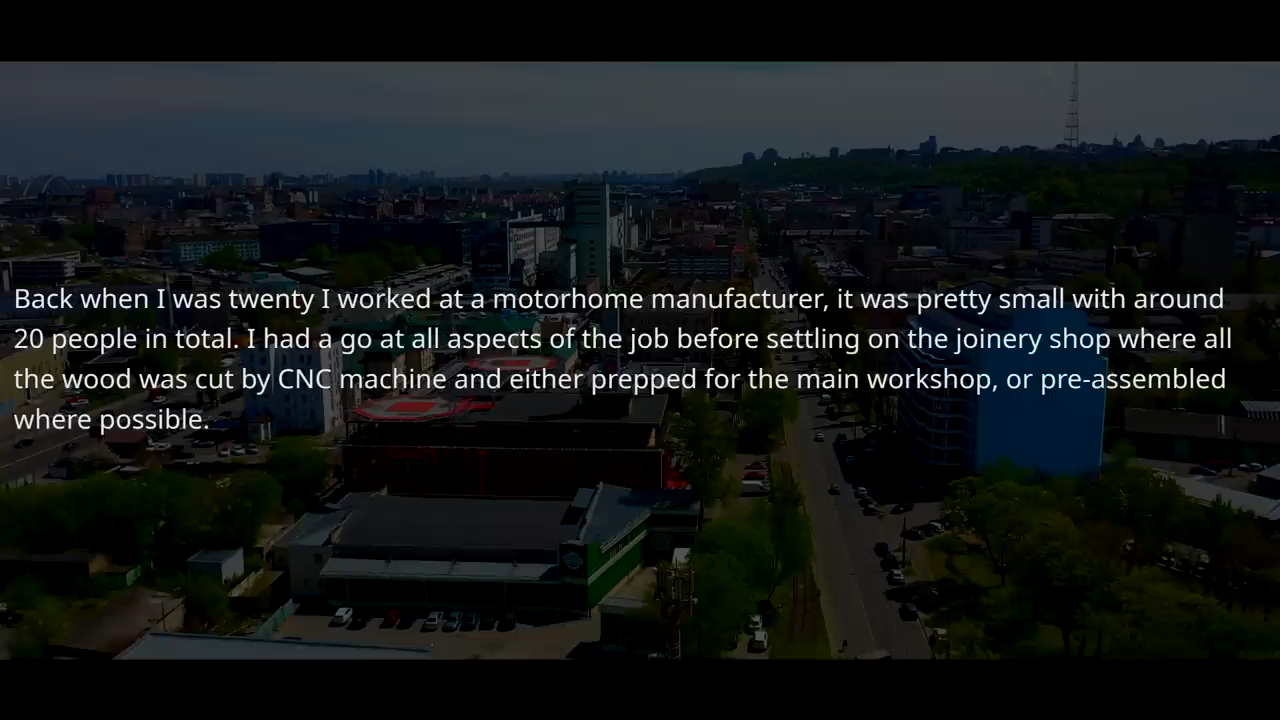 Back when I was twenty I worked at a motorhome manufacturer, it was pretty small with around
20 people in total. I had a go at all aspects of the job before settling on the joinery shop where all
the wood was cut by CNC machine and either prepped for the main workshop, or pre-assembled
where possible.